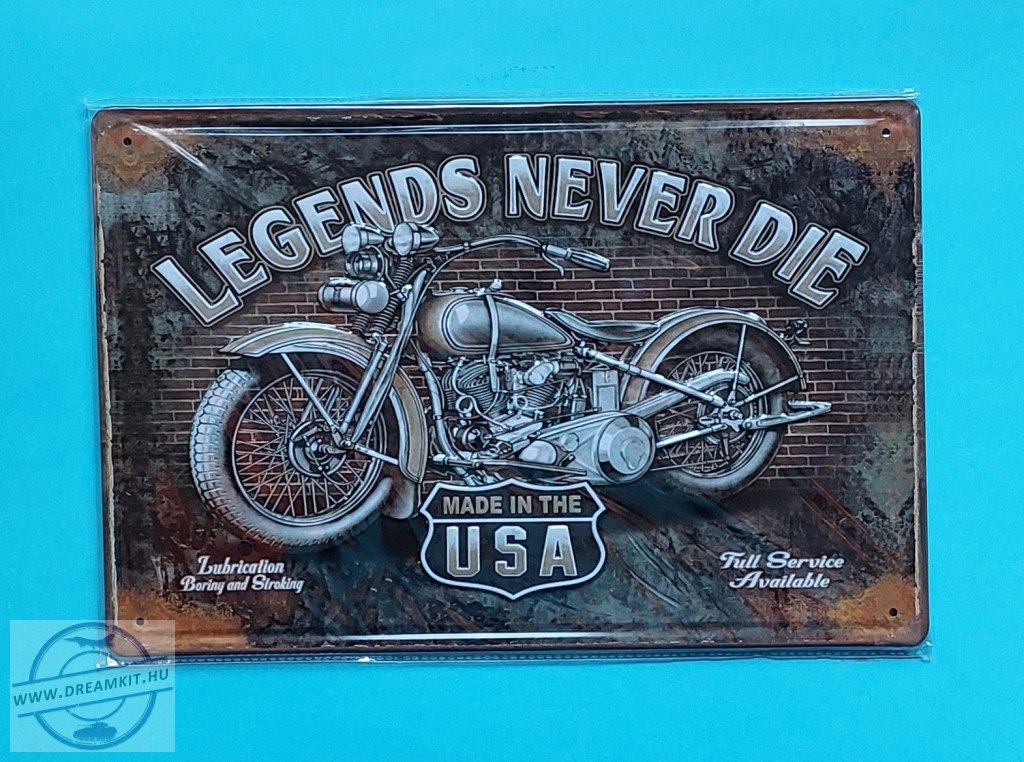 LEGENDS NEVER DIE
MADE IN THE
USA
Lubrication
Boring and Stroking
Full Service
Available
WWW.DREAMKIT.HU